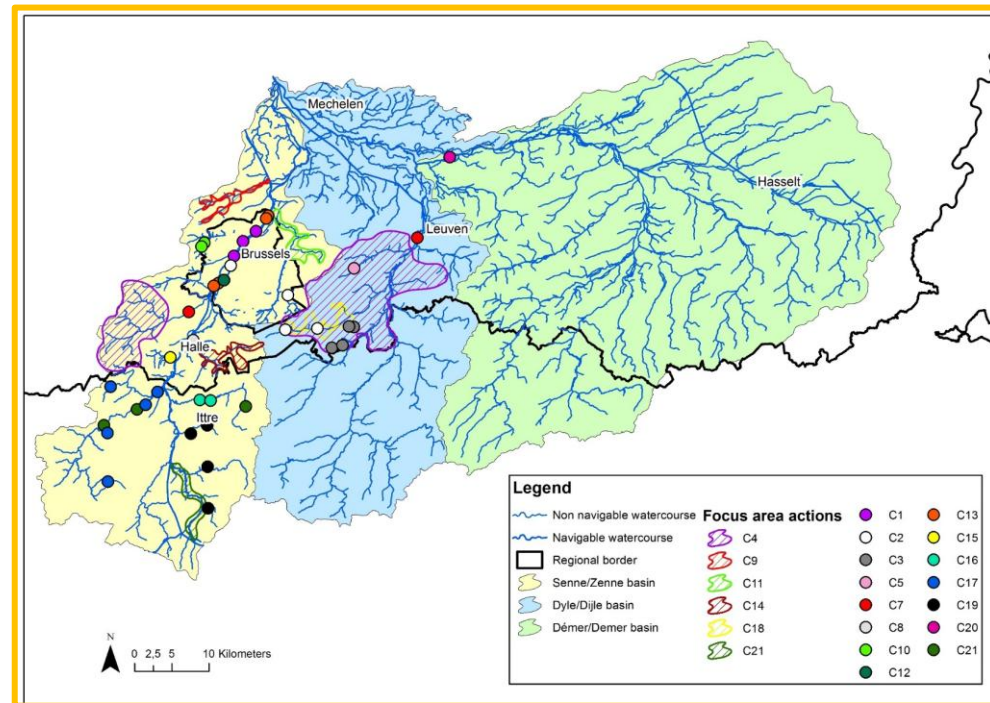 Mechelen
Hasselt
Leuven
Brussels
Halle
Ittre
N
0 2,5 5 10 Kilometers
Legend
Non navigable watercourse
Navigable watercourse
Regional border
Senne/Zenne basin
Dyle/Dijle basin
Démer/Demer basin
Focus area actions
C4
C9
C11
C14
C18
C21
C1
C2
C3
C5
C7
C8
C10
C12
C13
C15
C16
C17
C19
C20
C21